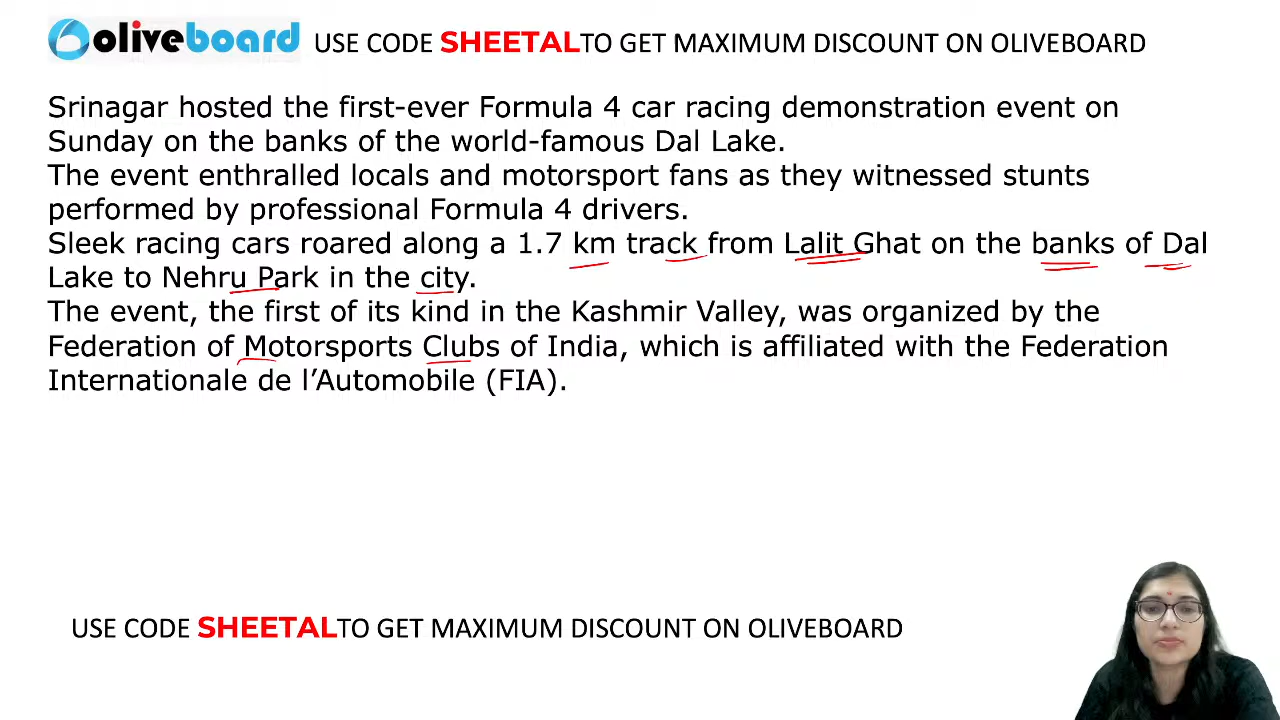 oliveboard USE CODE SHEETAL TO GET MAXIMUM DISCOUNT ON OLIVEBOARD
Srinagar hosted the first-ever Formula 4 car racing demonstration event on
Sunday on the banks of the world-famous Dal Lake.
The event enthralled locals and motorsport fans as they witnessed stunts
performed by professional Formula 4 drivers.
Sleek racing cars roared along a 1.7 km track from Lalit Ghat on the banks of Dal
Lake to Nehru Park in the city.
The event, the first of its kind in the Kashmir Valley, was organized by the
Federation of Motorsports Clubs of India, which is affiliated with the Federation
Internationale de l’Automobile (FIA).
USE CODE SHEETAL TO GET MAXIMUM DISCOUNT ON OLIVEBOARD